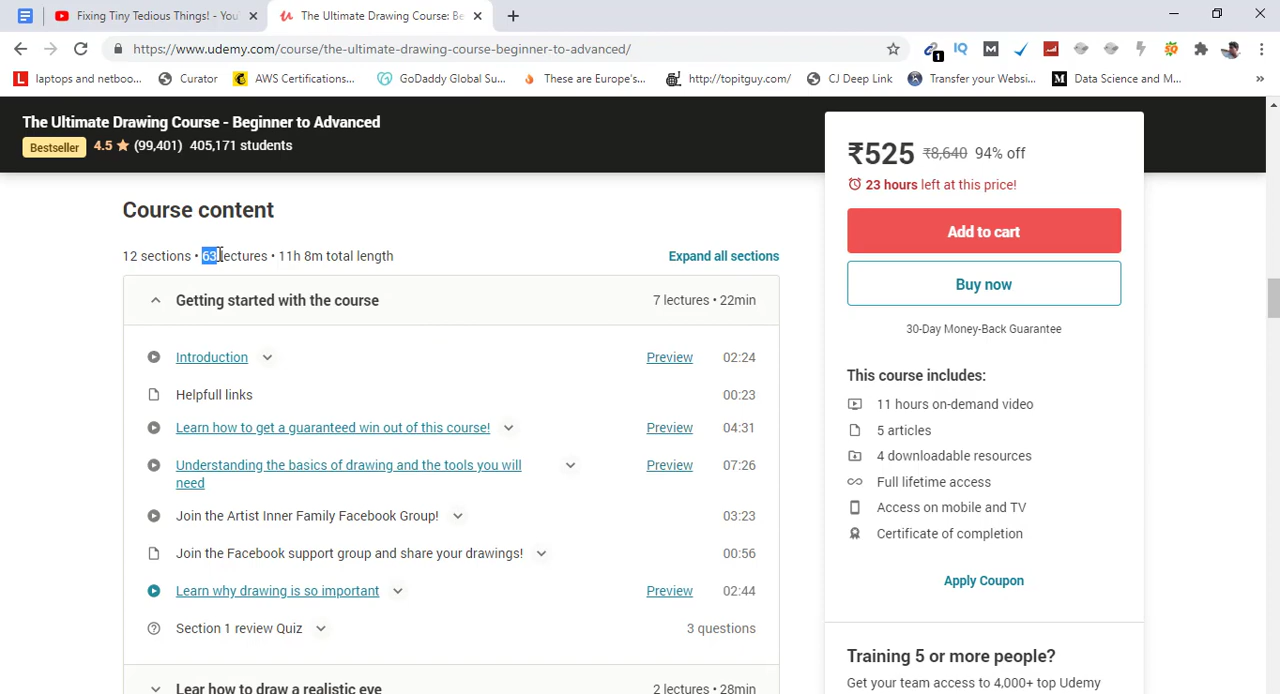 Fixing Tiny Tedious Things! - You
The Ultimate Drawing Course: Be
https://www.udemy.com/course/the-ultimate-drawing-course-beginner-to-advanced/
laptops and netboo...
Curator
AWS Certifications...
GoDaddy Global Su...
These are Europe's...
http://topitguy.com/
CJ Deep Link
Transfer your Websi...
Data Science and M...
The Ultimate Drawing Course - Beginner to Advanced
Bestseller 4.5 (99,401) 405,171 students
Course content
12 sections • 63 lectures • 11h 8m total length Expand all sections
Getting started with the course 7 lectures • 22min
Introduction Preview 02:24
Helpfull links 00:23
Learn how to get a guaranteed win out of this course! Preview 04:31
Understanding the basics of drawing and the tools you will Preview 07:26
need
Join the Artist Inner Family Facebook Group! 03:23
Join the Facebook support group and share your drawings! 00:56
Learn why drawing is so important Preview 02:44
Section 1 review Quiz 3 questions
Lear how to draw a realistic eye 2 lectures • 28min
₹525 ₹8,640 94% off
23 hours left at this price!
Add to cart
Buy now
30-Day Money-Back Guarantee
This course includes:
11 hours on-demand video
5 articles
4 downloadable resources
Full lifetime access
Access on mobile and TV
Certificate of completion
Apply Coupon
Training 5 or more people?
Get your team access to 4,000+ top Udemy